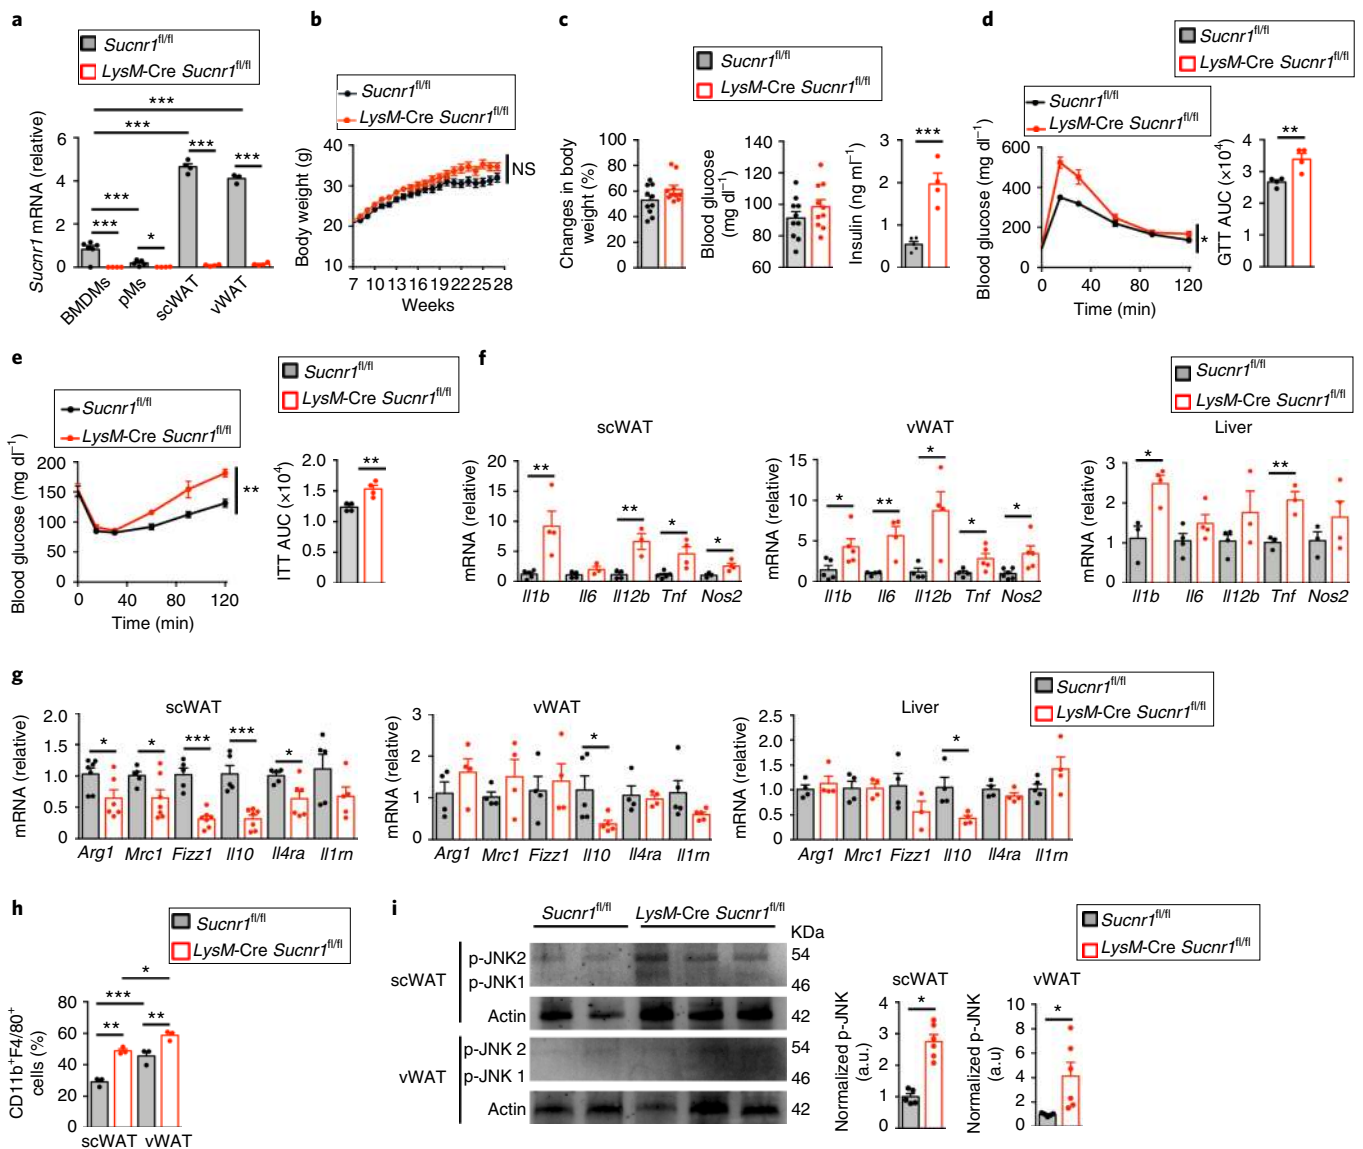 a
Sucnr1fl/fl
LysM-Cre Sucnr1fl/fl
***
***
***
***
***
***
*
Sucnr1 mRNA (relative)
6
4
2
0
BMDMs
pMs
scWAT
vWAT
b
Sucnr1fl/fl
LysM-Cre Sucnr1fl/fl
Body weight (g)
40
30
20
10
NS
7 10 13 16 19 22 25 28
Weeks
c
Sucnr1fl/fl
LysM-Cre Sucnr1fl/fl
Changes in body
weight (%)
100
80
60
40
20
0
Blood glucose
(mg dl−1)
140
120
100
80
60
Insulin (ng ml−1)
3
2
1
0
***
d
Sucnr1fl/fl
LysM-Cre Sucnr1fl/fl
Sucnr1fl/fl
LysM-Cre Sucnr1fl/fl
Blood glucose (mg dl−1)
600
400
200
0
*
0 40 80 120
Time (min)
GTT AUC (×10⁴)
4
3
2
1
0
**
e
Sucnr1fl/fl
LysM-Cre Sucnr1fl/fl
Sucnr1fl/fl
LysM-Cre Sucnr1fl/fl
Blood glucose (mg dl−1)
200
150
100
50
0
**
0 40 80 120
Time (min)
ITT AUC (×10⁴)
2.0
1.5
1.0
0.5
0
**
f
Sucnr1fl/fl
LysM-Cre Sucnr1fl/fl
scWAT
mRNA (relative)
20
15
10
5
0
**
**
*
*
Il1b Il6 Il12b Tnf Nos2
vWAT
mRNA (relative)
15
10
5
0
*
**
*
*
*
Il1b Il6 Il12b Tnf Nos2
Liver
mRNA (relative)
3
2
1
0
*
**
Il1b Il6 Il12b Tnf Nos2
g
Sucnr1fl/fl
LysM-Cre Sucnr1fl/fl
scWAT
mRNA (relative)
2.0
1.5
1.0
0.5
0
*
*
***
***
*
Arg1 Mrc1 Fizz1 Il10 Il4ra Il1rn
vWAT
mRNA (relative)
3
2
1
0
*
Arg1 Mrc1 Fizz1 Il10 Il4ra Il1rn
Liver
mRNA (relative)
2.5
2.0
1.5
1.0
0.5
0
*
Arg1 Mrc1 Fizz1 Il10 Il4ra Il1rn
h
Sucnr1fl/fl
LysM-Cre Sucnr1fl/fl
CD11b+F4/80+
cells (%)
80
60
40
20
0
*
***
**
**
scWAT vWAT
i
Sucnr1fl/fl LysM-Cre Sucnr1fl/fl
KDa
scWAT
p-JNK2 54
p-JNK1 46
Actin 42
vWAT
p-JNK 2 54
p-JNK 1 46
Actin 42
Sucnr1fl/fl
LysM-Cre Sucnr1fl/fl
scWAT
Normalized p-JNK
(a.u.)
4
3
2
1
0
*
vWAT
Normalized p-JNK
(a.u)
10
8
6
4
2
0
*